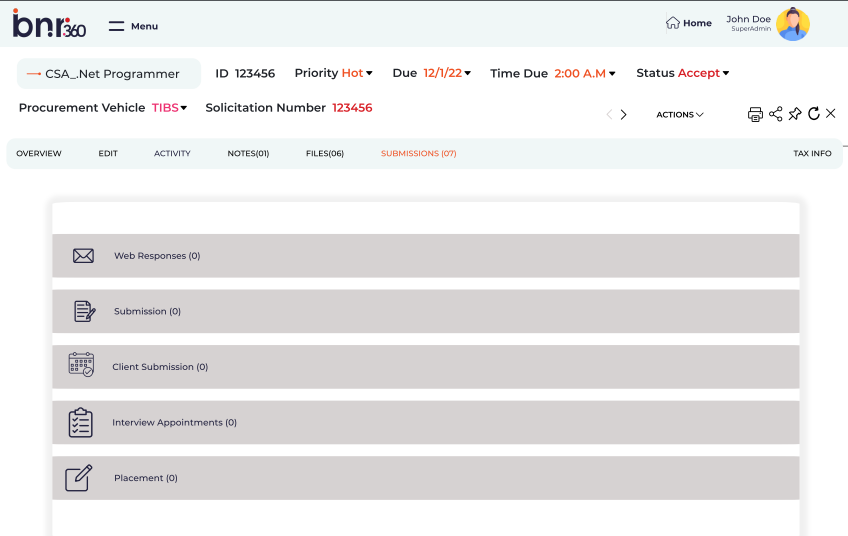 bnr360 Menu Home John Doe
SuperAdmin
CSA_.Net Programmer ID 123456 Priority Hot Due 12/1/22 Time Due 2:00 A.M Status Accept
Procurement Vehicle TIBS Solicitation Number 123456
ACTIONS
OVERVIEW EDIT ACTIVITY NOTES(01) FILES(06) SUBMISSIONS (07) TAX INFO
Web Responses (0)
Submission (0)
Client Submission (0)
Interview Appointments (0)
Placement (0)